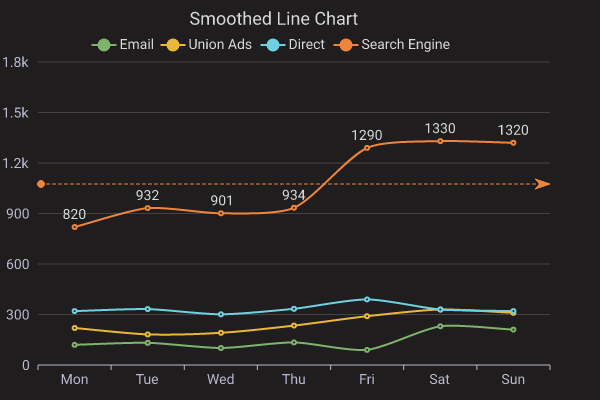 Smoothed Line Chart
Email Union Ads Direct Search Engine
1.8k
1.5k
1290 1330 1320
1.2k
932 934
901
900 820
600
300
0
Mon Tue Wed Thu Fri Sat Sun